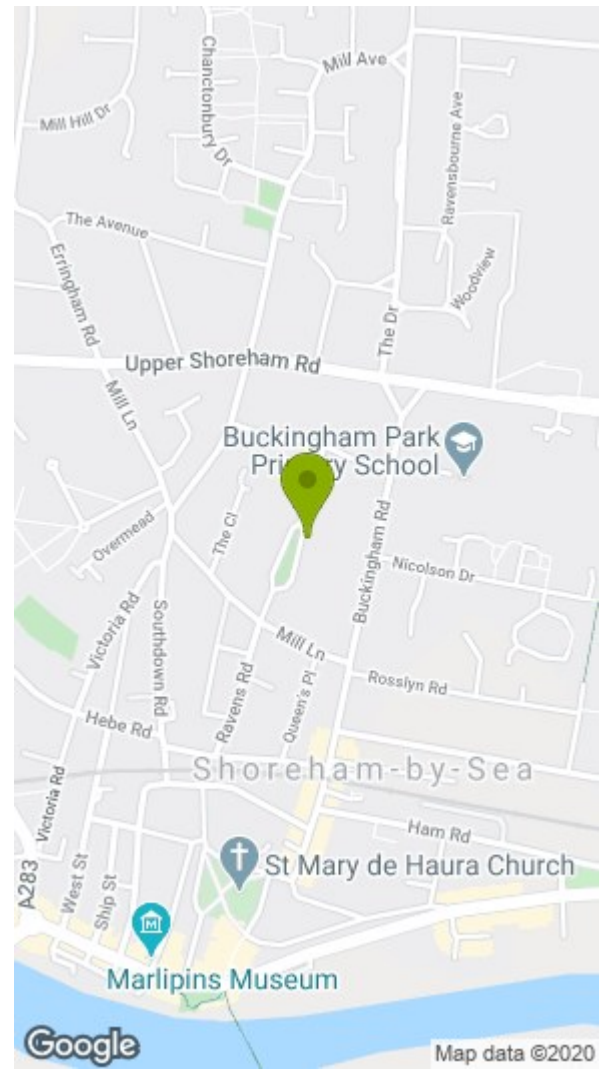 Mill Ave
Chanctonbury Dr
Mill Hill Dr
Ravensbourne Ave
The Avenue
Erringham Rd
Woodview
The Dr
Upper Shoreham Rd
Mill Ln
Buckingham Park
Primary School
Overmead
The Cl
Buckingham Rd
Nicolson Dr
Victoria Rd
Southdown Rd
Mill Ln
Rosslyn Rd
Ravens Rd
Queen's Pl
Hebe Rd
Shoreham-by-Sea
Victoria Rd
Ham Rd
A283
West St
Ship St
St Mary de Haura Church
M
Marlipins Museum
Google
Map data ©2020